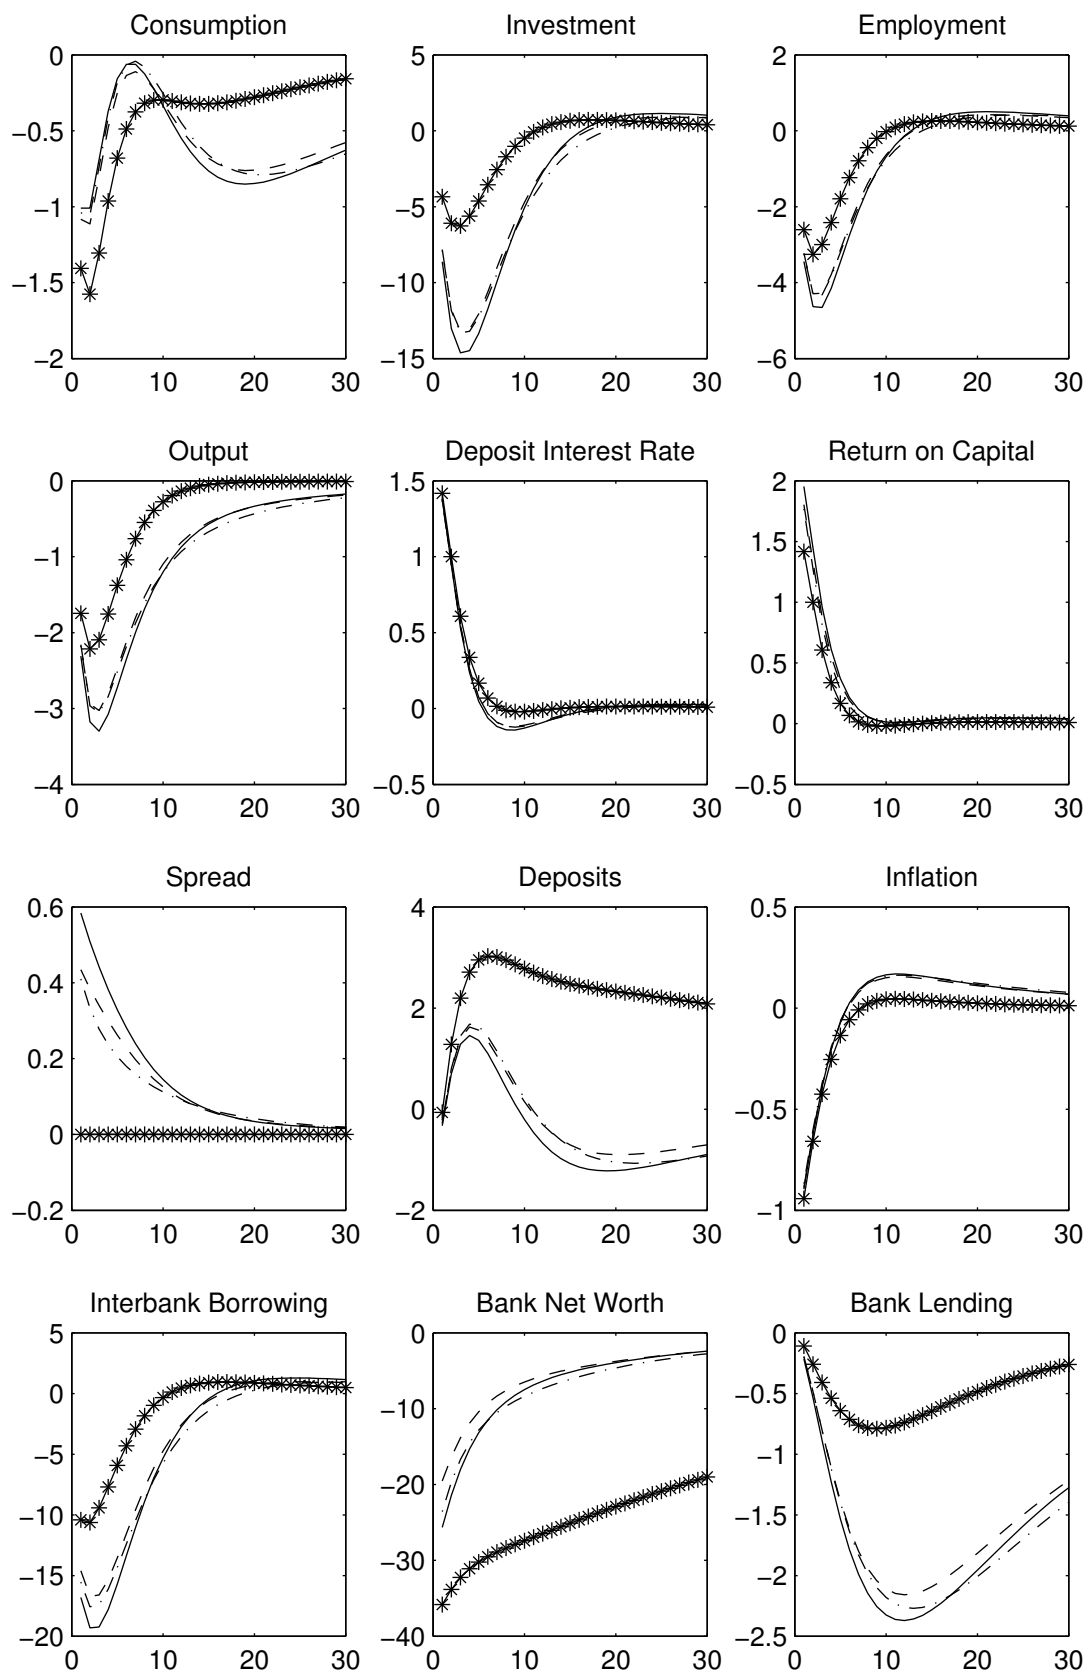 Consumption
0
−0.5
−1
−1.5
−2
0 10 20 30
Investment
5
0
−5
−10
−15
0 10 20 30
Employment
2
0
−2
−4
−6
0 10 20 30
Output
0
−1
−2
−3
−4
0 10 20 30
Deposit Interest Rate
1.5
1
0.5
0
−0.5
0 10 20 30
Return on Capital
2
1.5
1
0.5
0
−0.5
0 10 20 30
Spread
0.6
0.4
0.2
0
−0.2
0 10 20 30
Deposits
4
2
0
−2
0 10 20 30
Inflation
0.5
0
−0.5
−1
0 10 20 30
Interbank Borrowing
5
0
−5
−10
−15
−20
0 10 20 30
Bank Net Worth
0
−10
−20
−30
−40
0 10 20 30
Bank Lending
0
−0.5
−1
−1.5
−2
−2.5
0 10 20 30